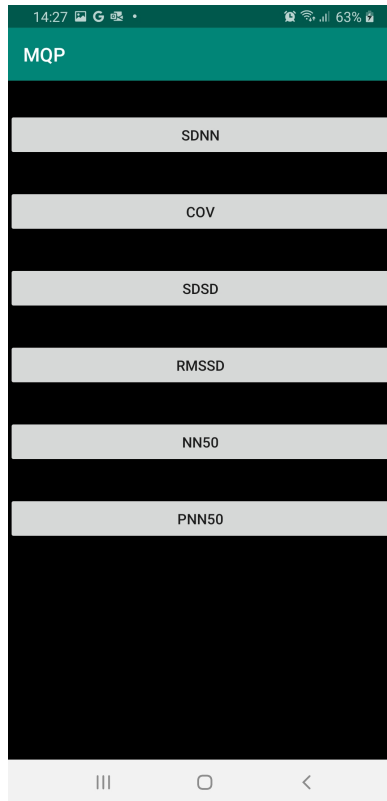 14:27 G 63%
MQP
SDNN
COV
SDSD
RMSSD
NN50
PNN50